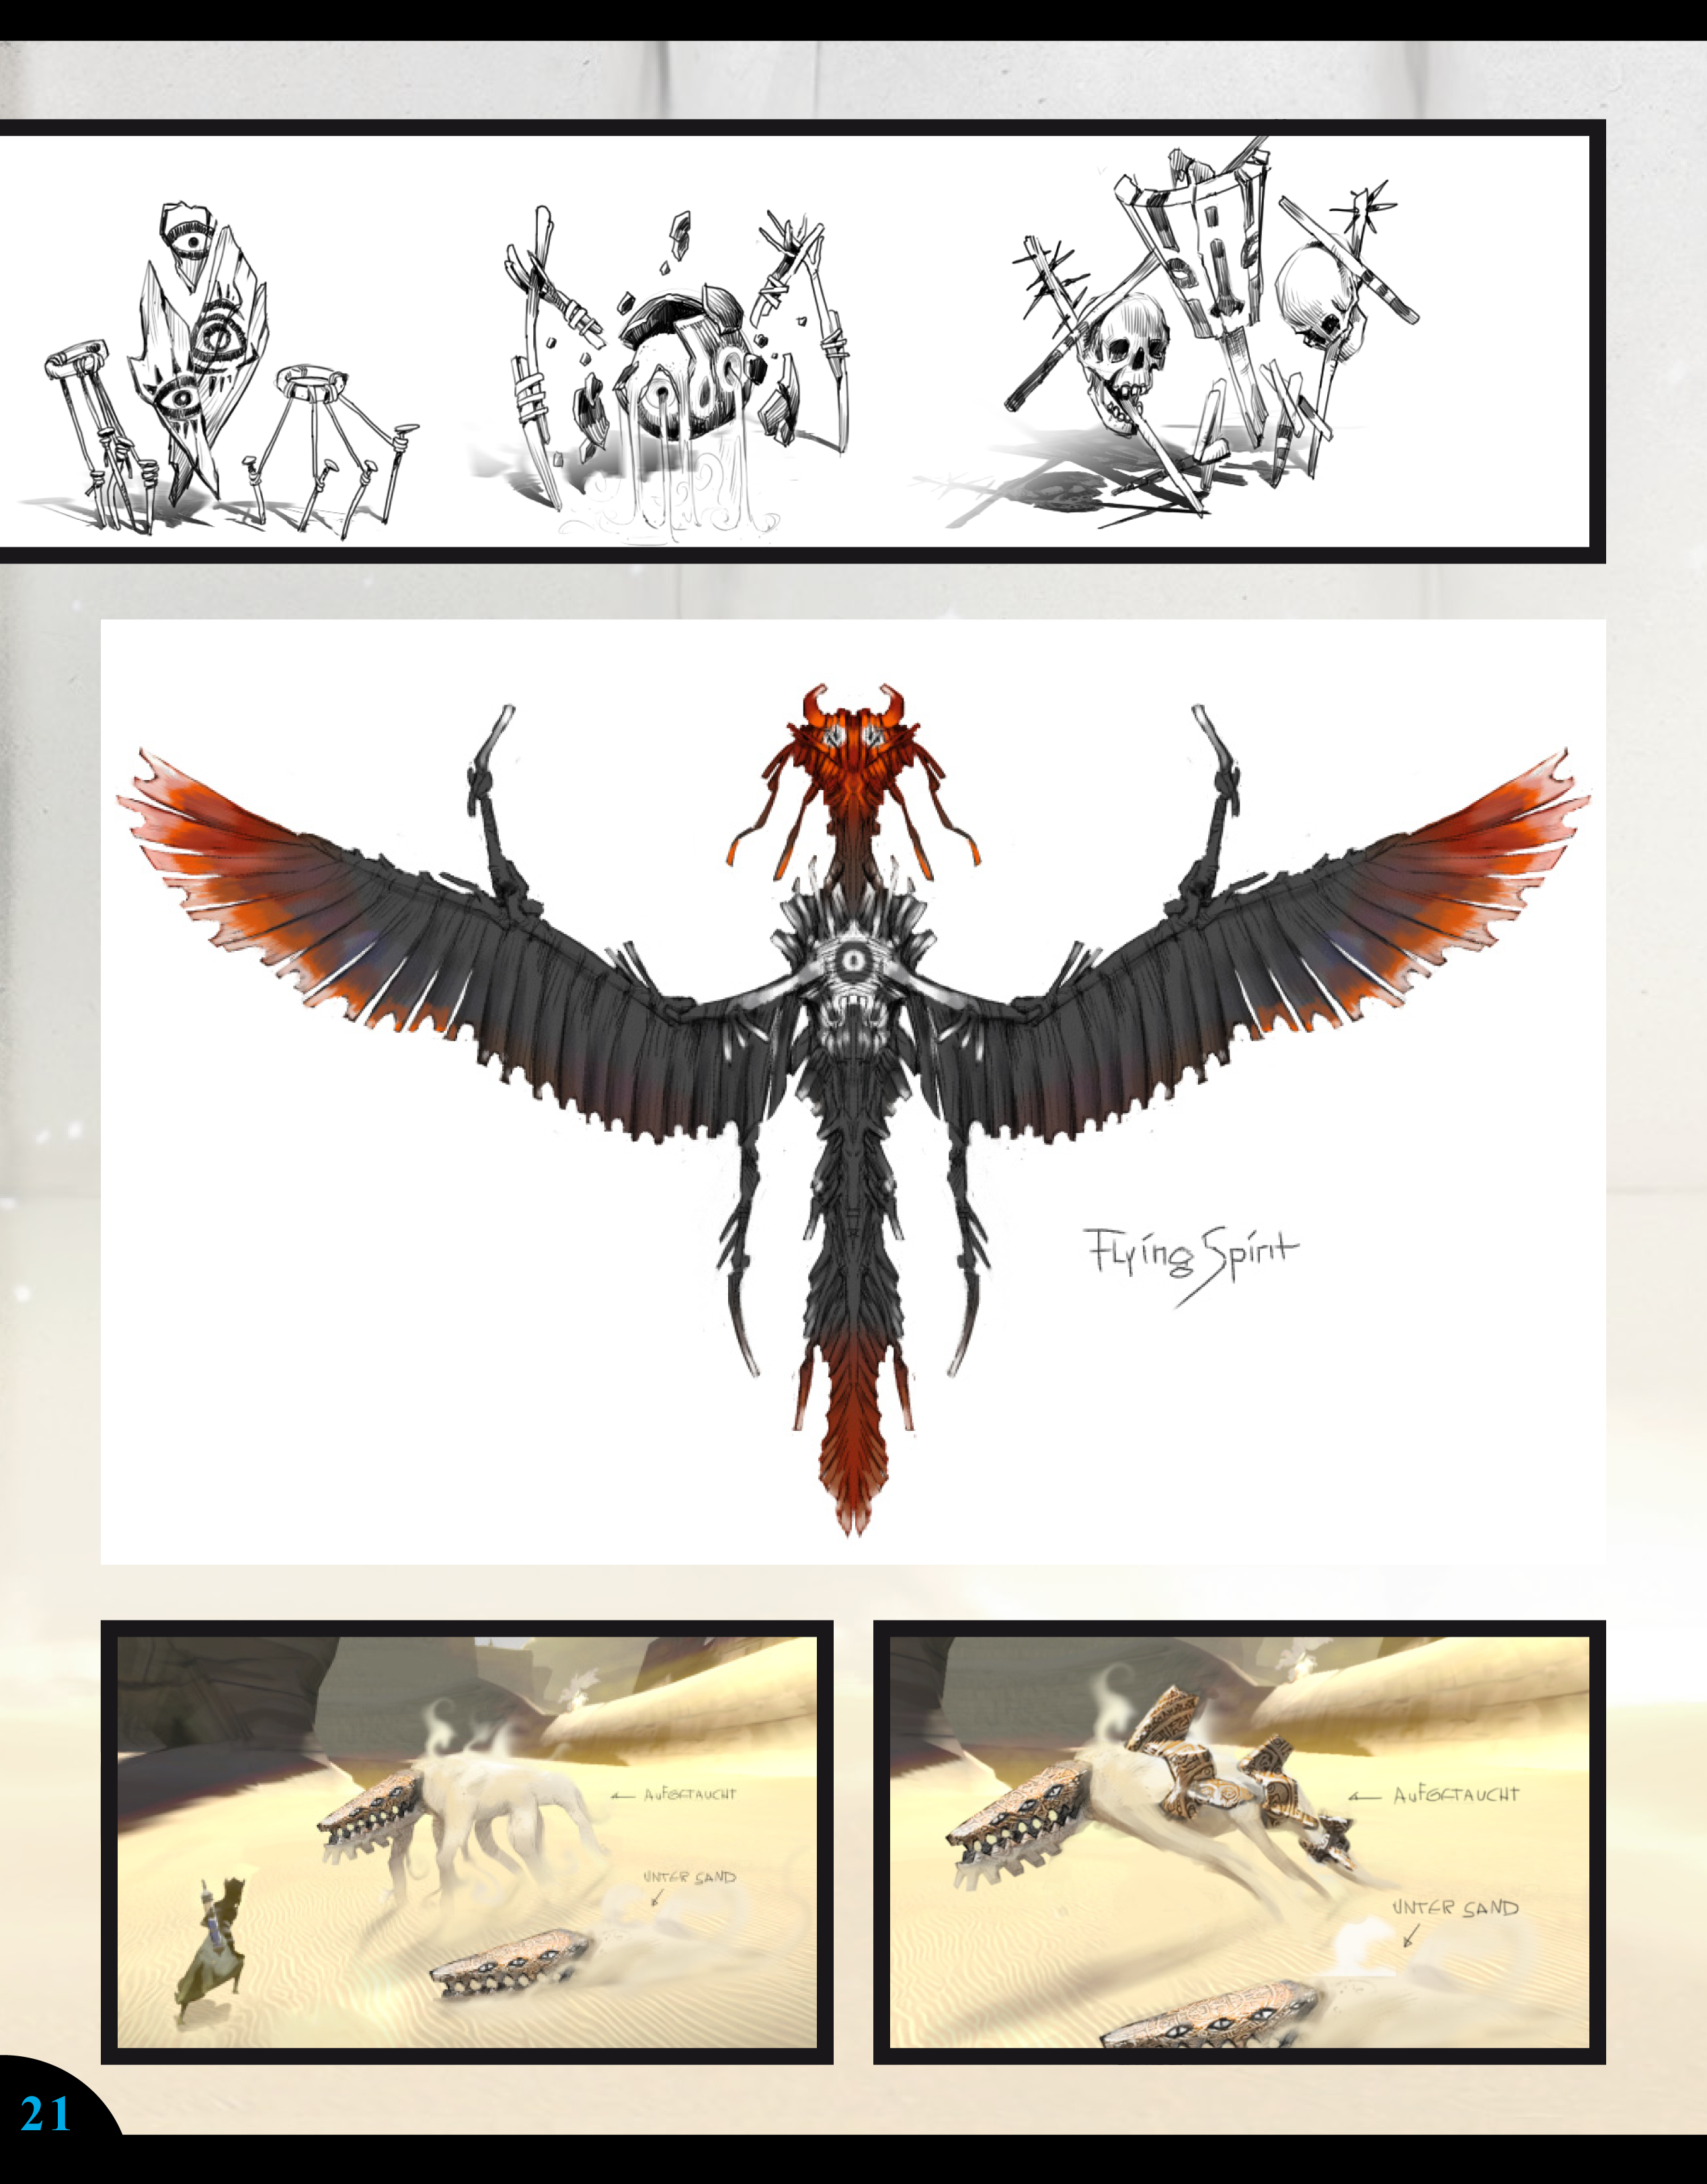 Flying Spirit
AUFGETAUCHT
UNTER SAND
AUFGETAUCHT
UNTER SAND
21